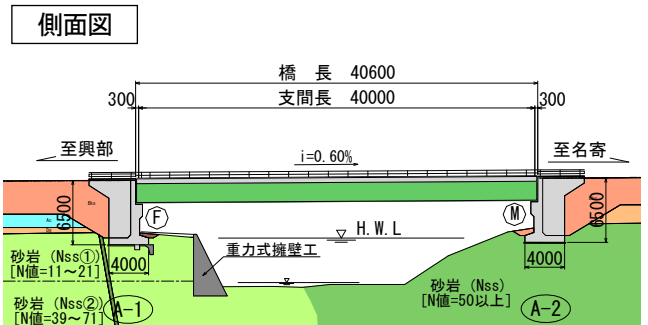 側面図
橋 長 40600
300 支間長 40000 300
至興部 i=0.60% 至名寄
Bks
6500 Ac F H.W.L M 6500
4000 重力式擁壁工 4000
砂岩 (Nss①)
[N値=11~21]
砂岩 (Nss)
[N値=50以上]
砂岩 (Nss②)
[N値=39~71]
A-1 A-2